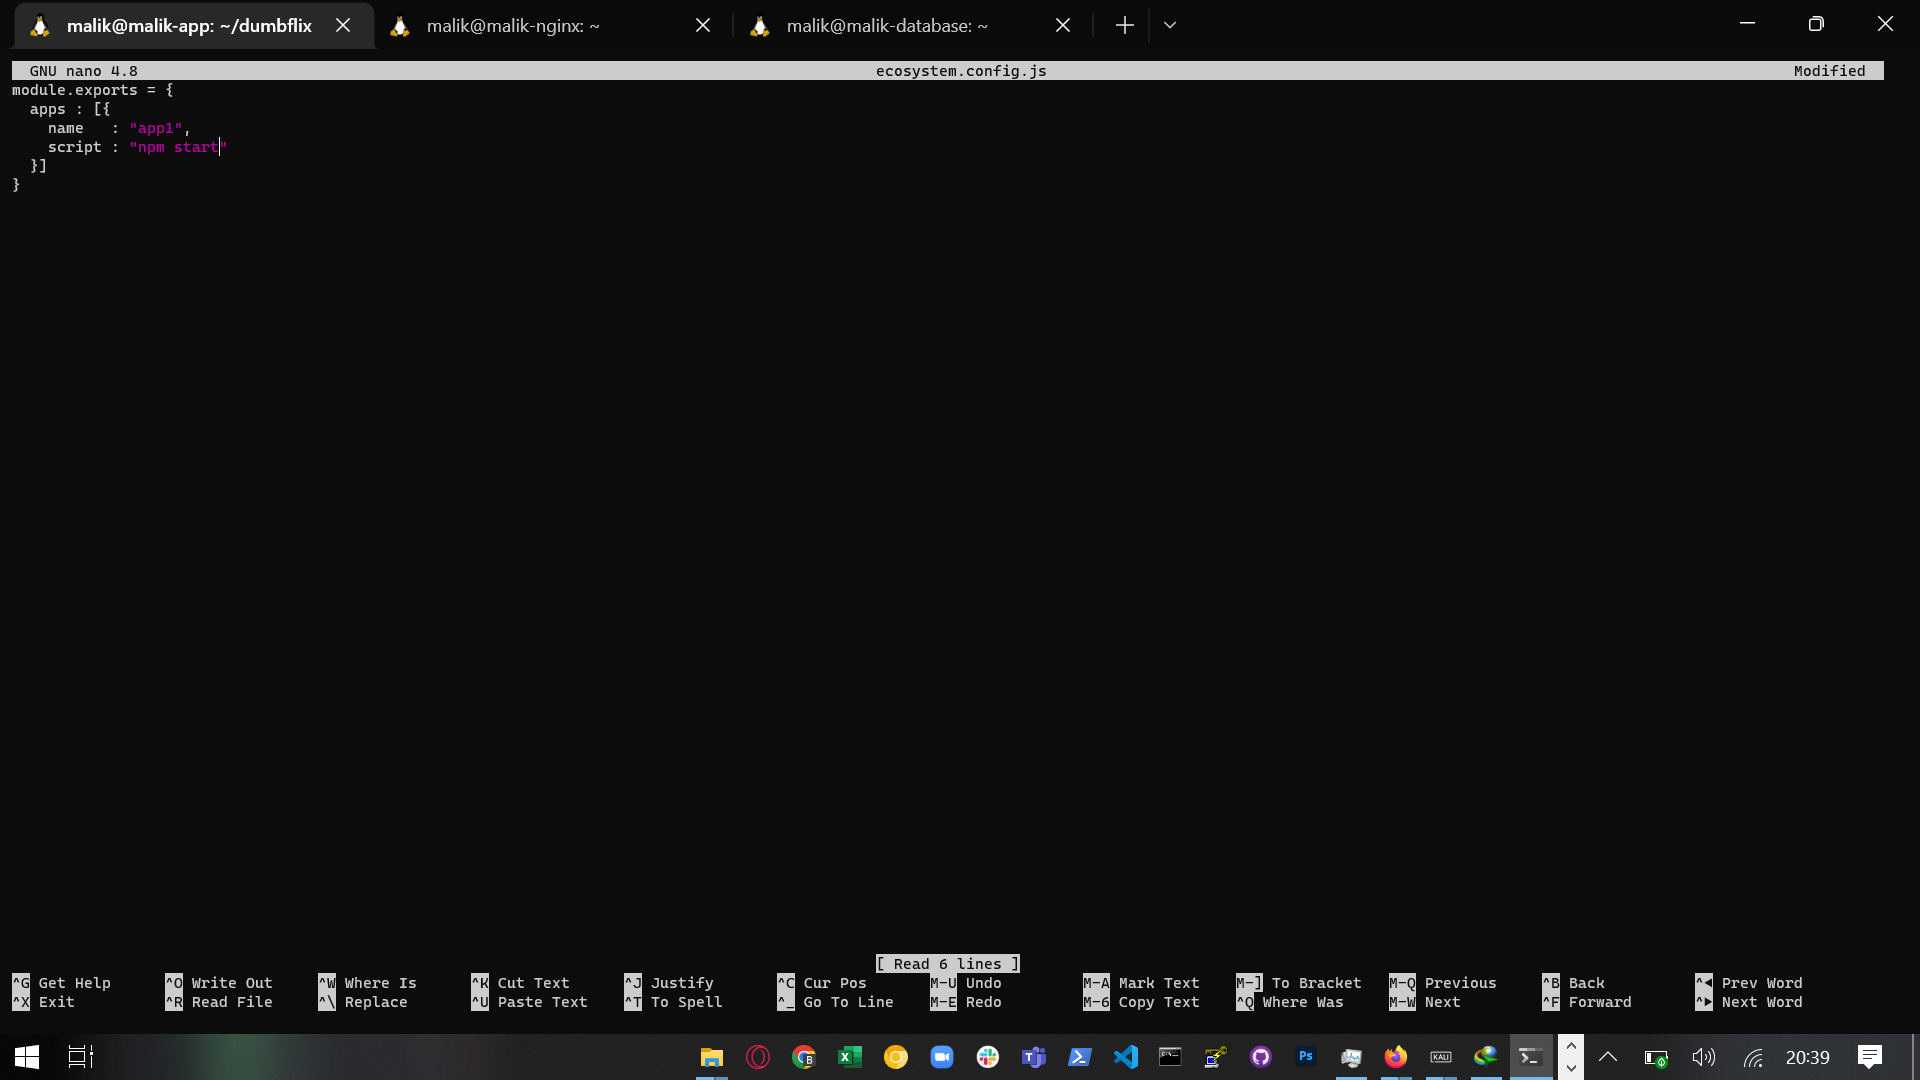 malik@malik-app: ~/dumbflix
malik@malik-nginx: ~
malik@malik-database: ~
GNU nano 4.8 ecosystem.config.js Modified
module.exports = {
  apps : [{
    name   : "app1",
    script : "npm start"
  }]
}
[ Read 6 lines ]
^G Get Help ^O Write Out ^W Where Is ^K Cut Text ^J Justify ^C Cur Pos M-U Undo M-A Mark Text M-] To Bracket M-Q Previous ^B Back ^◄ Prev Word
^X Exit ^R Read File ^\ Replace ^U Paste Text ^T To Spell ^_ Go To Line M-E Redo M-6 Copy Text ^Q Where Was M-W Next ^F Forward ^► Next Word
B
Ps
KALI
20:39